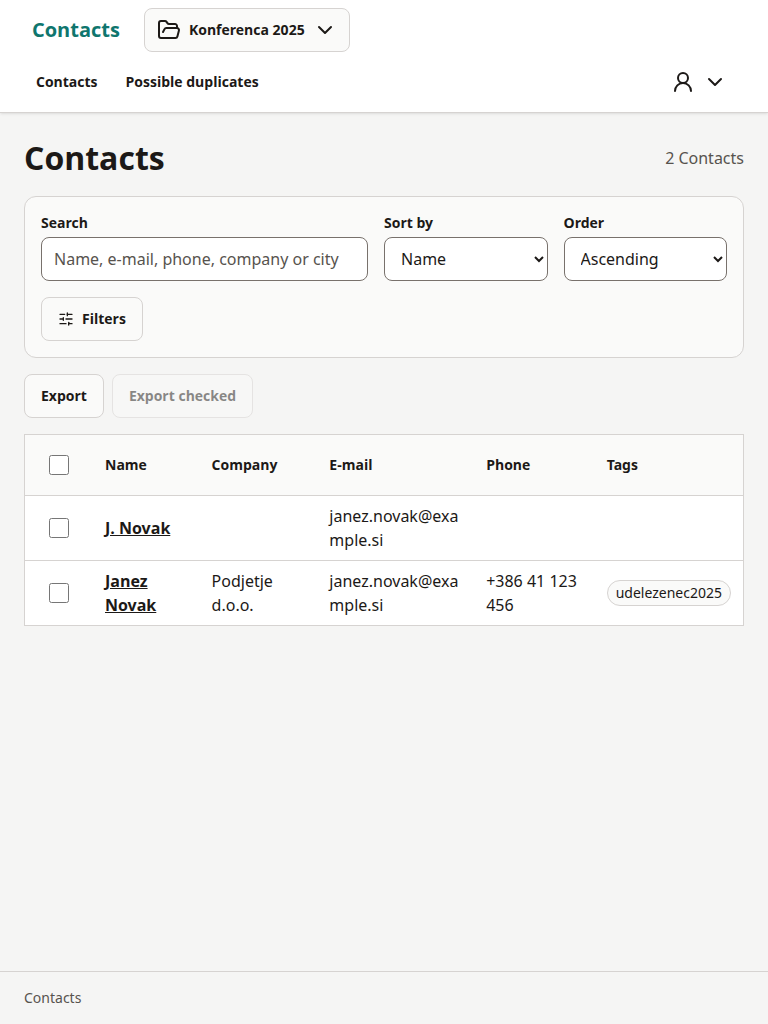 Contacts
Konferenca 2025
Contacts
Possible duplicates
Contacts
2 Contacts
Search
Sort by
Order
Name, e-mail, phone, company or city
Name
Ascending
Filters
Export
Export checked
Name
Company
E-mail
Phone
Tags
J. Novak
janez.novak@exa
mple.si
Janez
Novak
Podjetje
d.o.o.
janez.novak@exa
mple.si
+386 41 123
456
udelezenec2025
Contacts